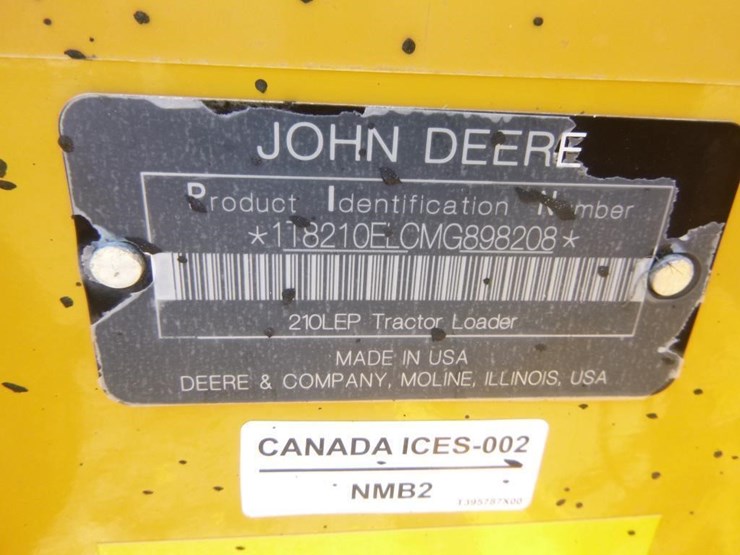 JOHN DEERE
Product Identification Number
*1T8210ELCMG898208*
210LEP Tractor Loader
MADE IN USA
DEERE & COMPANY, MOLINE, ILLINOIS, USA
CANADA ICES-002
NMB2
T395787X00